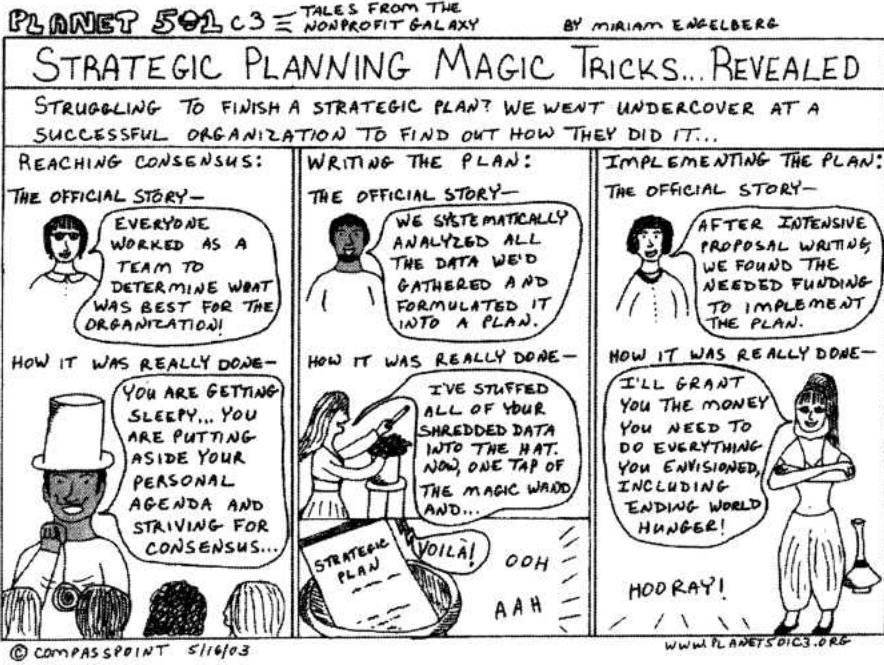 PLANET 501 C3
TALES FROM THE
NONPROFIT GALAXY
BY MIRIAM ENGELBERG
STRATEGIC PLANNING MAGIC TRICKS...REVEALED
STRUGGLING TO FINISH A STRATEGIC PLAN? WE WENT UNDERCOVER AT A
SUCCESSFUL ORGANIZATION TO FIND OUT HOW THEY DID IT...
REACHING CONSENSUS:
THE OFFICIAL STORY—
EVERYONE
WORKED AS A
TEAM TO
DETERMINE WHAT
WAS BEST FOR THE
ORGANIZATION!
HOW IT WAS REALLY DONE—
YOU ARE GETTING
SLEEPY... YOU
ARE PUTTING
ASIDE YOUR
PERSONAL
AGENDA AND
STRIVING FOR
CONSENSUS...
WRITING THE PLAN:
THE OFFICIAL STORY—
WE SYSTEMATICALLY
ANALYZED ALL
THE DATA WE'D
GATHERED AND
FORMULATED IT
INTO A PLAN.
HOW IT WAS REALLY DONE—
I'VE STUFFED
ALL OF YOUR
SHREDDED DATA
INTO THE HAT.
NOW, ONE TAP OF
THE MAGIC WAND
AND...
STRATEGIC
PLAN
VOILÀ!
OOH
AAH
IMPLEMENTING THE PLAN:
THE OFFICIAL STORY—
AFTER INTENSIVE
PROPOSAL WRITING,
WE FOUND THE
NEEDED FUNDING
TO IMPLEMENT
THE PLAN.
HOW IT WAS REALLY DONE—
I'LL GRANT
YOU THE MONEY
YOU NEED TO
DO EVERYTHING
YOU ENVISIONED,
INCLUDING
ENDING WORLD
HUNGER!
HOORAY!
© COMPASSPOINT 5/16/03
WWW.PLANET501C3.ORG